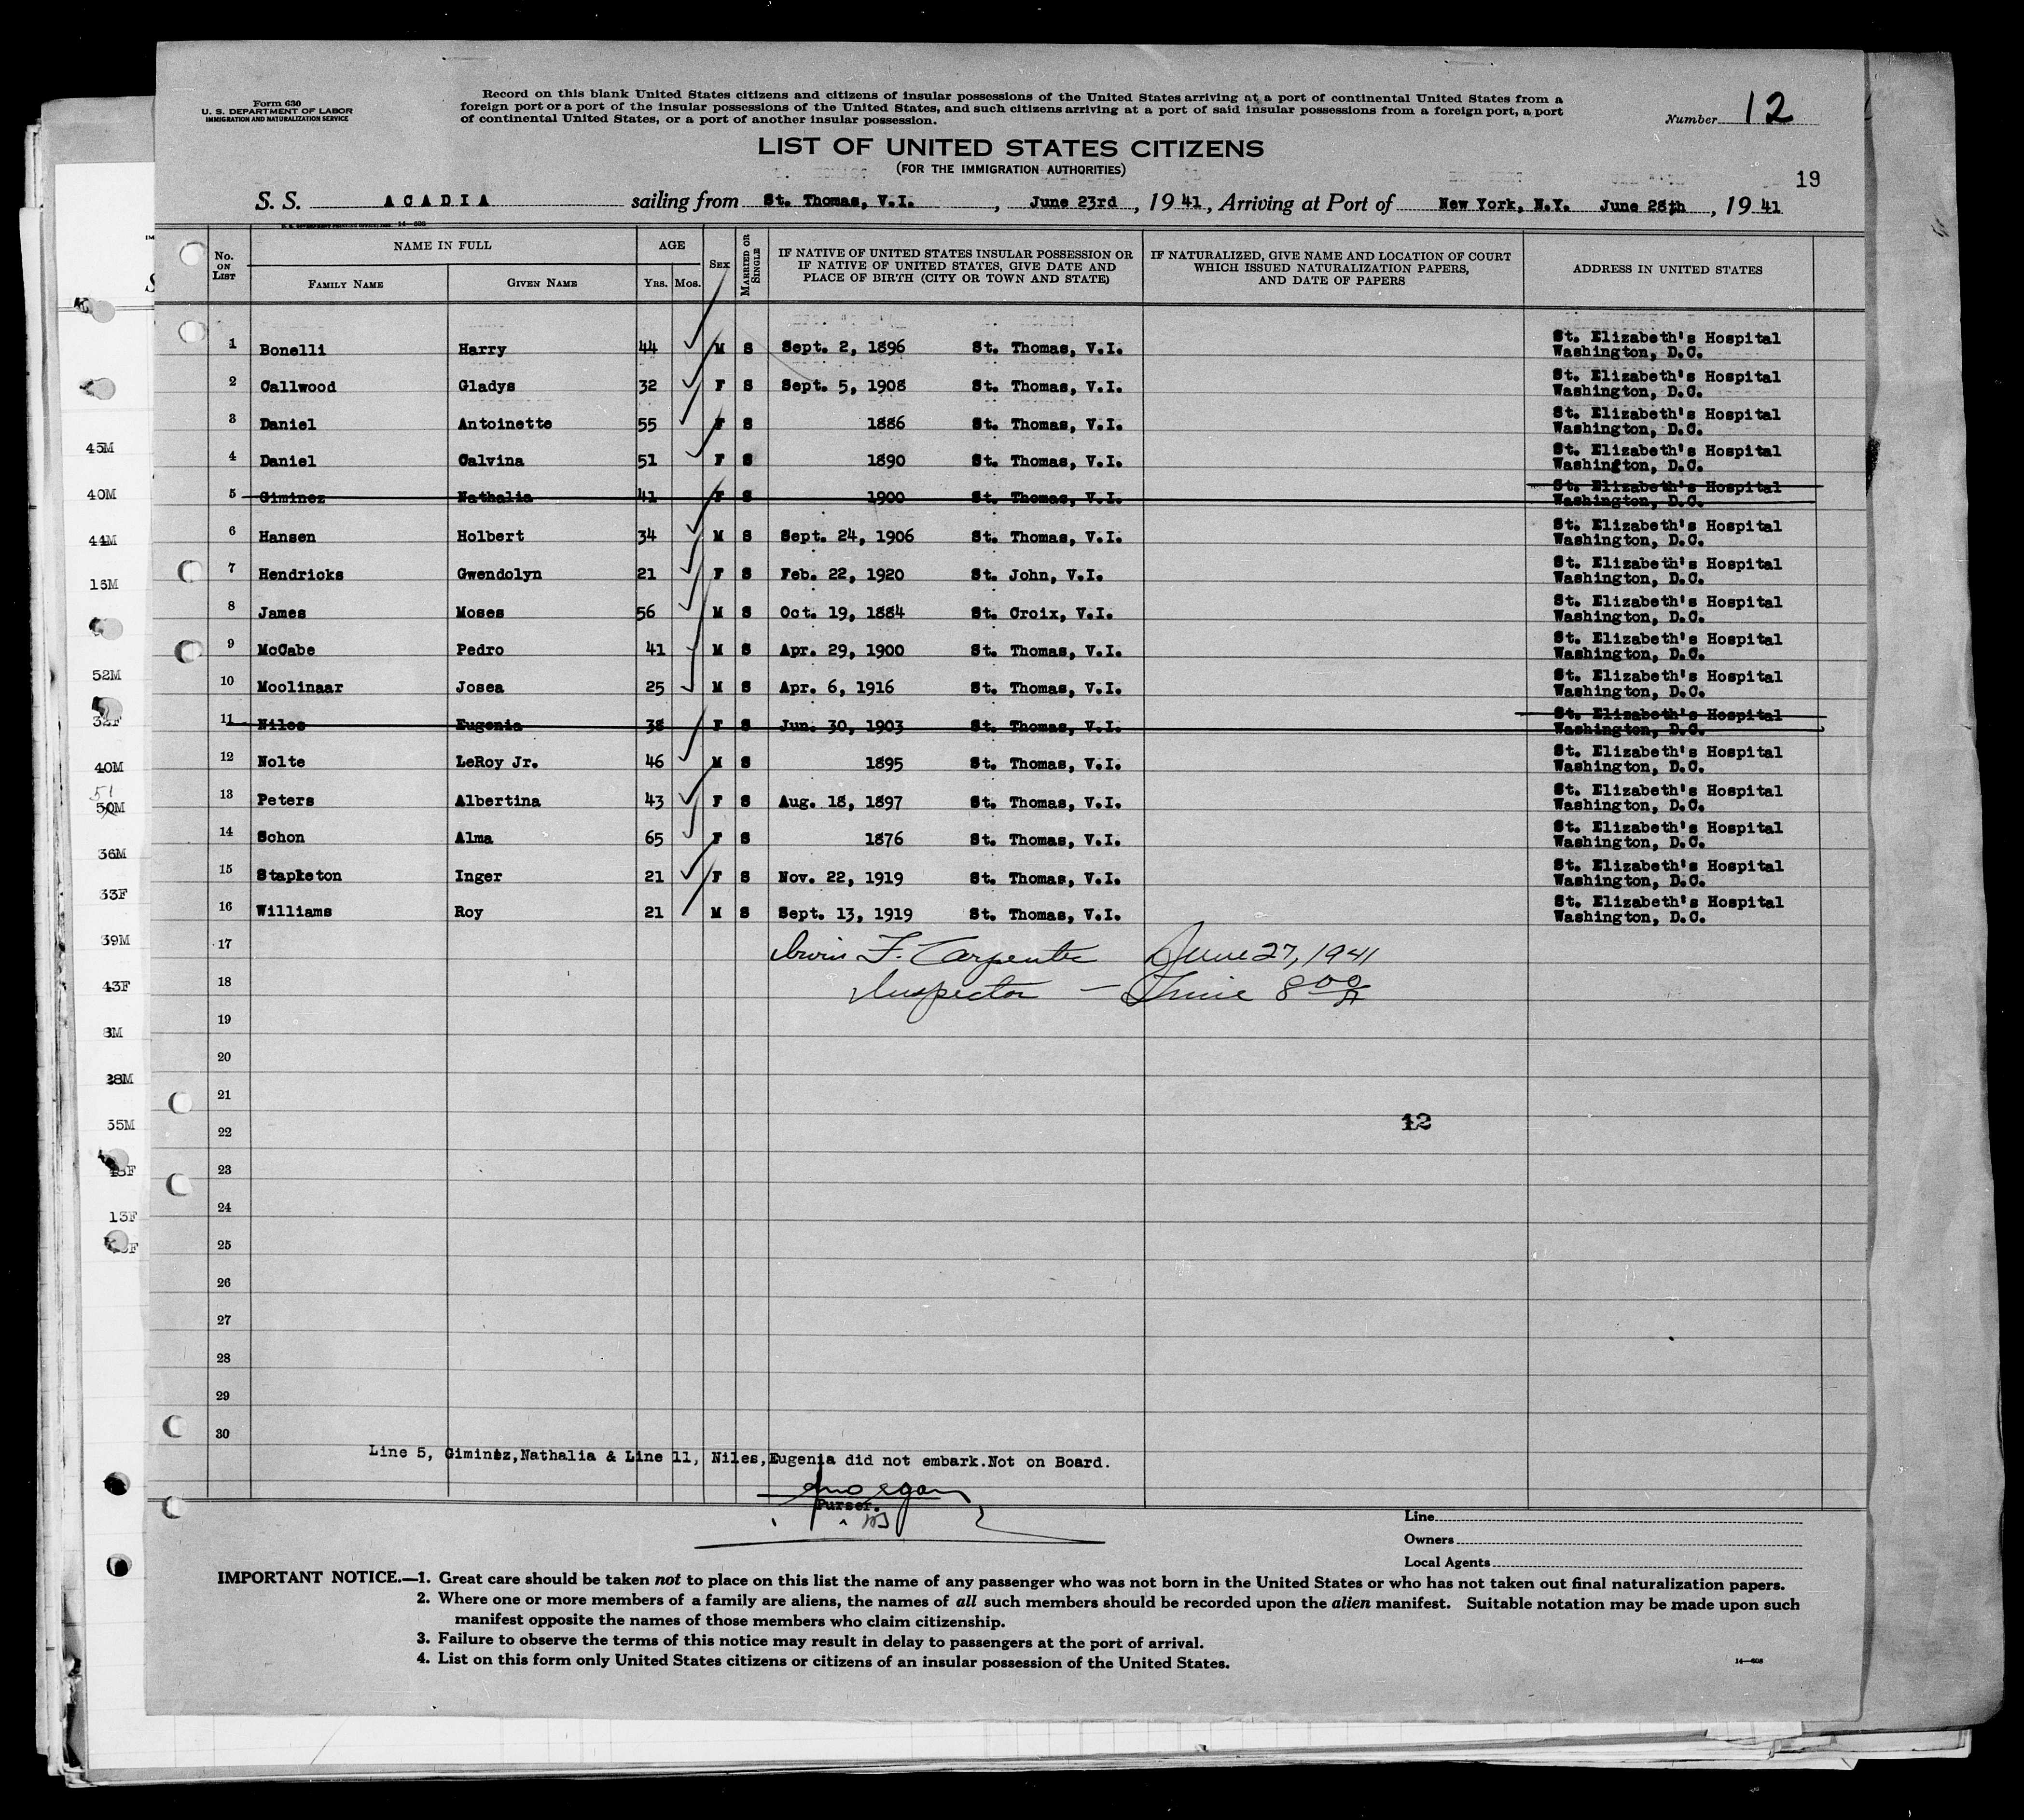 Form 630
U. S. DEPARTMENT OF LABOR
IMMIGRATION AND NATURALIZATION SERVICE
Record on this blank United States citizens and citizens of insular possessions of the United States arriving at a port of continental United States from a
foreign port or a port of the insular possessions of the United States, and such citizens arriving at a port of said insular possessions from a foreign port, a port
of continental United States, or a port of another insular possession.
Number 12
LIST OF UNITED STATES CITIZENS
(FOR THE IMMIGRATION AUTHORITIES)
19
S. S. ACADIA sailing from St. Thomas, V.I. , June 23rd , 1941 , Arriving at Port of New York, N.Y. June 28th , 1941
No. ON LIST
NAME IN FULL
FAMILY NAME
GIVEN NAME
AGE
YRS. MOS.
SEX
MARRIED OR SINGLE
IF NATIVE OF UNITED STATES INSULAR POSSESSION OR
IF NATIVE OF UNITED STATES, GIVE DATE AND
PLACE OF BIRTH (CITY OR TOWN AND STATE)
IF NATURALIZED, GIVE NAME AND LOCATION OF COURT
WHICH ISSUED NATURALIZATION PAPERS,
AND DATE OF PAPERS
ADDRESS IN UNITED STATES
1 Bonelli Harry 44 M S Sept. 2, 1896 St. Thomas, V.I. St. Elizabeth's Hospital
Washington, D.C.
2 Callwood Gladys 32 F S Sept. 5, 1908 St. Thomas, V.I. St. Elizabeth's Hospital
Washington, D.C.
3 Daniel Antoinette 55 F S 1886 St. Thomas, V.I. St. Elizabeth's Hospital
Washington, D.C.
4 Daniel Calvina 51 F S 1890 St. Thomas, V.I. St. Elizabeth's Hospital
Washington, D.C.
5 Giminez Nathalia 41 F S 1900 St. Thomas, V.I. St. Elizabeth's Hospital
Washington, D.C.
6 Hansen Holbert 34 M S Sept. 24, 1906 St. Thomas, V.I. St. Elizabeth's Hospital
Washington, D.C.
7 Hendricks Gwendolyn 21 F S Feb. 22, 1920 St. John, V.I. St. Elizabeth's Hospital
Washington, D.C.
8 James Moses 56 M S Oct. 19, 1884 St. Croix, V.I. St. Elizabeth's Hospital
Washington, D.C.
9 McCabe Pedro 41 M S Apr. 29, 1900 St. Thomas, V.I. St. Elizabeth's Hospital
Washington, D.C.
10 Moolinaar Josea 25 M S Apr. 6, 1916 St. Thomas, V.I. St. Elizabeth's Hospital
Washington, D.C.
11 Niles Eugenia 38 F S Jun. 30, 1903 St. Thomas, V.I. St. Elizabeth's Hospital
Washington, D.C.
12 Nolte LeRoy Jr. 46 M S 1895 St. Thomas, V.I. St. Elizabeth's Hospital
Washington, D.C.
13 Peters Albertina 43 F S Aug. 18, 1897 St. Thomas, V.I. St. Elizabeth's Hospital
Washington, D.C.
14 Schon Alma 65 F S 1876 St. Thomas, V.I. St. Elizabeth's Hospital
Washington, D.C.
15 Stapleton Inger 21 F S Nov. 22, 1919 St. Thomas, V.I. St. Elizabeth's Hospital
Washington, D.C.
16 Williams Roy 21 M S Sept. 13, 1919 St. Thomas, V.I. St. Elizabeth's Hospital
Washington, D.C.
17 Irwin F. Carpenter June 27, 1941
18 Inspector — Time 8 00
19
20
21
22
12
23
24
25
26
27
28
29
30
Line 5, Giminez,Nathalia & Line 11, Niles,Eugenia did not embark.Not on Board.
Purser.
Line
Owners
Local Agents
IMPORTANT NOTICE.—1. Great care should be taken not to place on this list the name of any passenger who was not born in the United States or who has not taken out final naturalization papers.
2. Where one or more members of a family are aliens, the names of all such members should be recorded upon the alien manifest. Suitable notation may be made upon such
manifest opposite the names of those members who claim citizenship.
3. Failure to observe the terms of this notice may result in delay to passengers at the port of arrival.
4. List on this form only United States citizens or citizens of an insular possession of the United States.
14—608
45M
40M
44M
15M
52M
32F
40M
51
50M
36M
33F
39M
43F
8M
28M
55M
13F